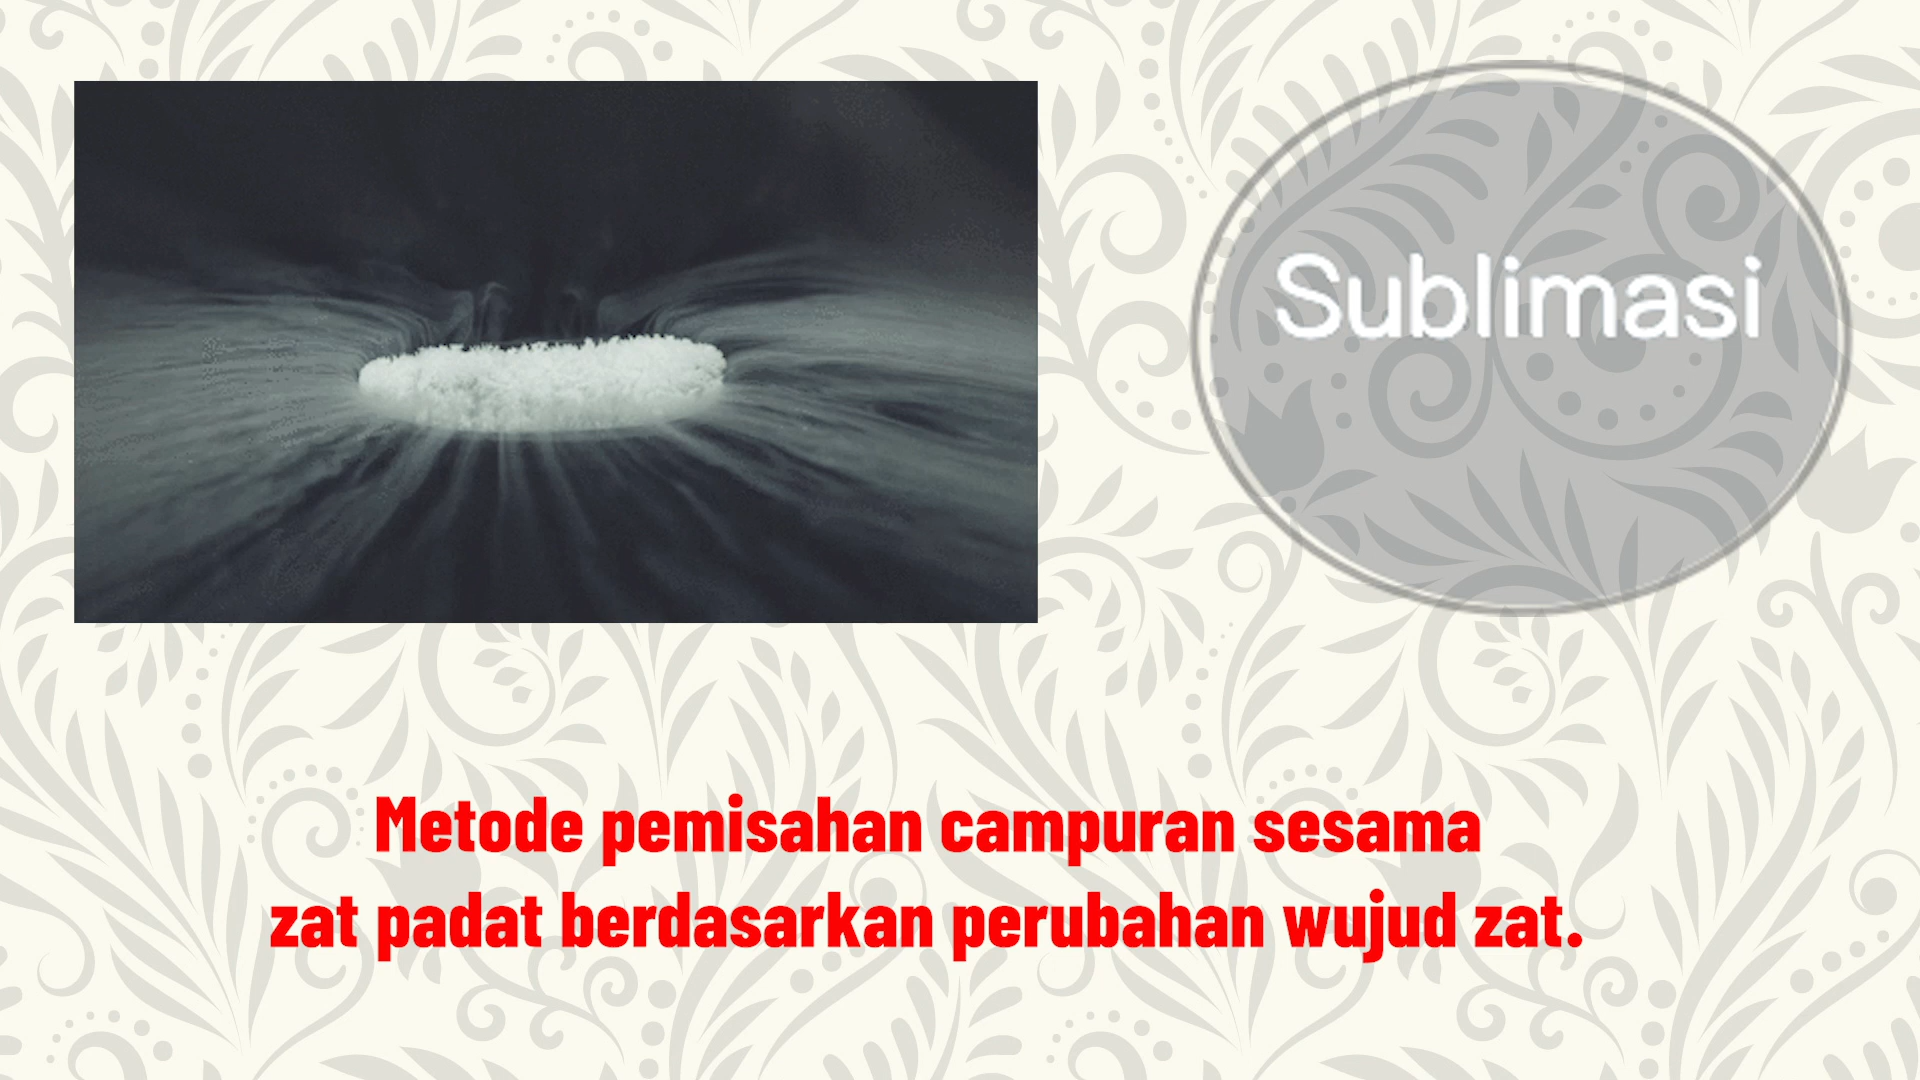 Sublimasi
Metode pemisahan campuran sesama
zat padat berdasarkan perubahan wujud zat.